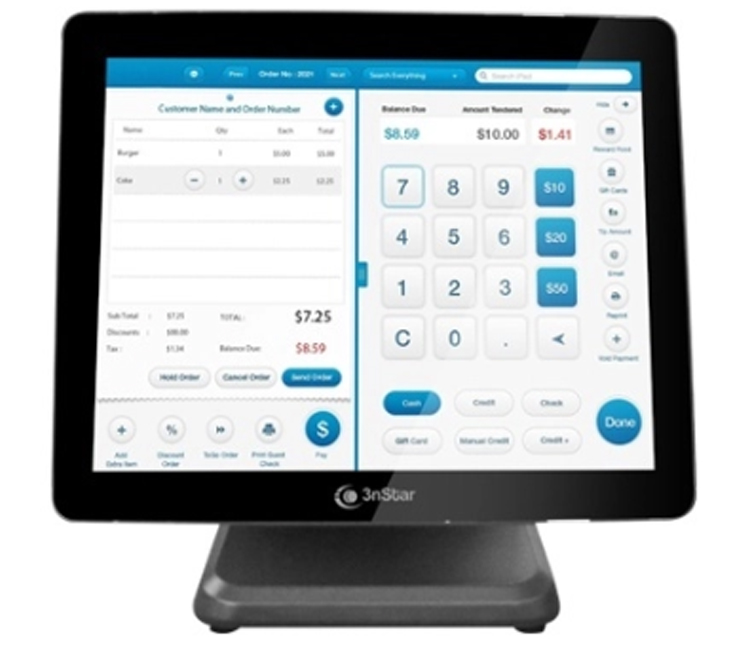 Prev Order No : 2021 Next Search Everything Search iPad
Customer Name and Order Number
Name Qty Each Total
Burger 1 $5.00 $5.00
Coke 1 $2.25 $2.25
Sub Total : $7.25 TOTAL: $7.25
Discounts : $00.00
Tax : $1.34 Balance Due: $8.59
Hold Order Cancel Order Send Order
Add Extra Item
Discount Order
To Go Order
Print Guest Check
$ Pay
Balance Due Amount Tendered Change
$8.59 $10.00 $1.41
7 8 9 $10
4 5 6 $20
1 2 3 $50
C 0 .
Cash Credit Check
Gift Card Manual Credit Credit +
Hide
Reward Point
Gift Cards
Tip Amount
Email
Reprint
Void Payment
Done
3nStar